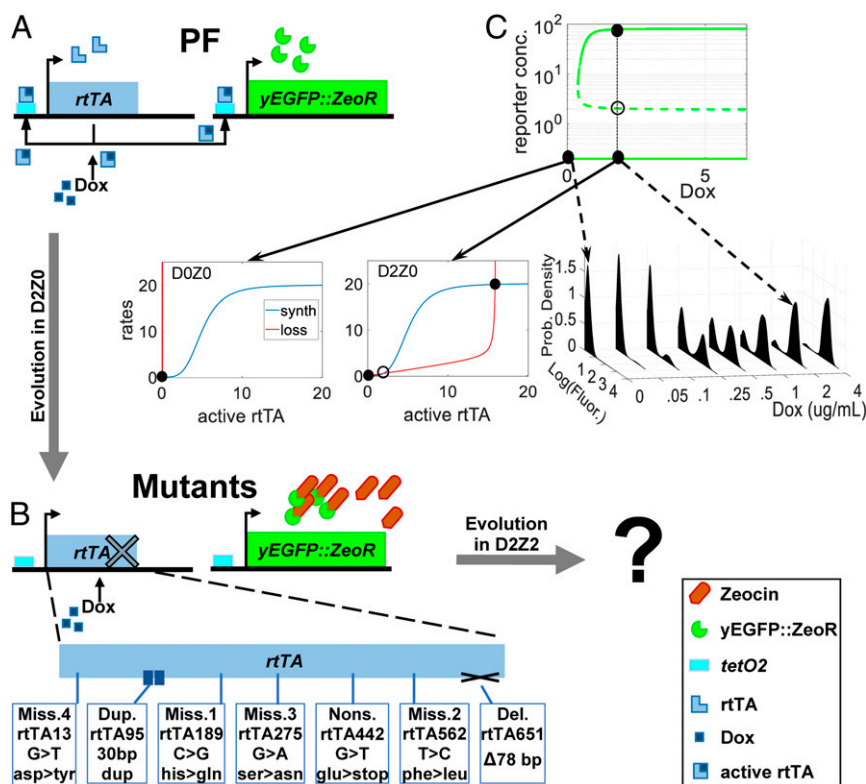 A
PF
rtTA
yEGFP::ZeoR
Dox
C
reporter conc.
10²
10¹
10⁰
0
5
Dox
Evolution in D2Z0
D0Z0
rates
20
10
0
synth
loss
0
10
20
active rtTA
D2Z0
20
10
0
0
10
20
active rtTA
Prob. Density
1.5
1
0.5
0
1 2 3 4
Log(Fluor.)
0 .05 .1 .25 .5 1 2 4
Dox (ug/mL)
Mutants
B
rtTA
yEGFP::ZeoR
Dox
Evolution
in D2Z2
?
rtTA
Miss.4
rtTA13
G>T
asp>tyr
Dup.
rtTA95
30bp
dup
Miss.1
rtTA189
C>G
his>gln
Miss.3
rtTA275
G>A
ser>asn
Nons.
rtTA442
G>T
glu>stop
Miss.2
rtTA562
T>C
phe>leu
Del.
rtTA651
Δ78 bp
Zeocin
yEGFP::ZeoR
tetO2
rtTA
Dox
active rtTA